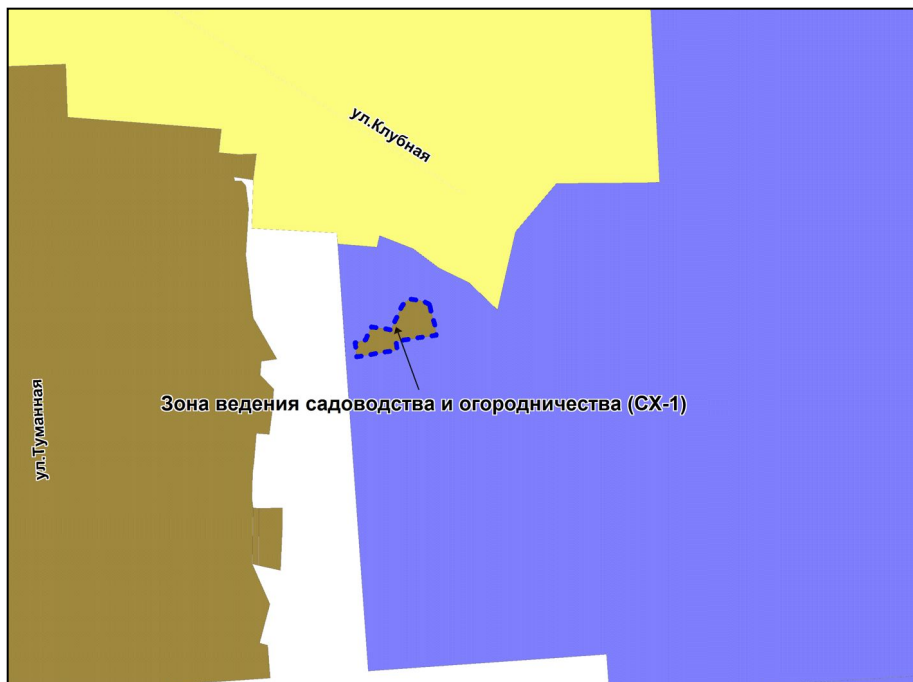 ул.Клубная
Зона ведения садоводства и огородничества (СХ-1)
ул.Туманная